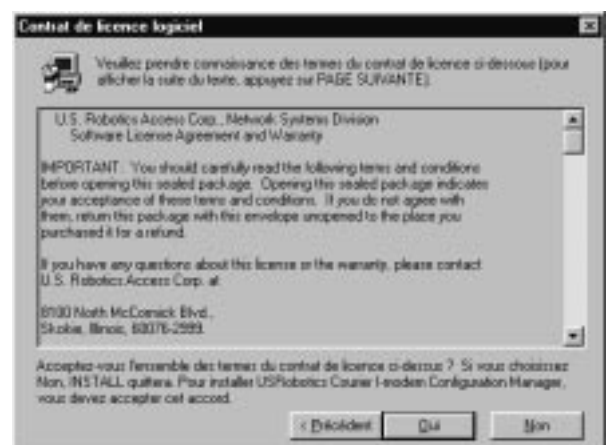 Contrat de licence logiciel
Veuillez prendre connaissance des termes du contrat de licence ci-dessous (pour
afficher la suite du texte, appuyez sur PAGE SUIVANTE).
U.S. Robotics Access Corp., Network Systems Division
Software License Agreement and Warranty
IMPORTANT: You should carefully read the following terms and conditions
before opening this sealed package. Opening this sealed package indicates
your acceptance of these terms and conditions. If you do not agree with
them, return this package with this envelope unopened to the place you
purchased it for a refund.
If you have any questions about this license or the warranty, please contact
U.S. Robotics Access Corp. at
8100 North McCormick Blvd.,
Skokie, Illinois, 60076-2999.
Acceptez-vous l'ensemble des termes du contrat de licence ci-dessus ? Si vous choisissez
Non, INSTALL quittera. Pour installer USRobotics Courier I-modem Configuration Manager,
vous devez accepter cet accord.
< Précédent
Oui
Non